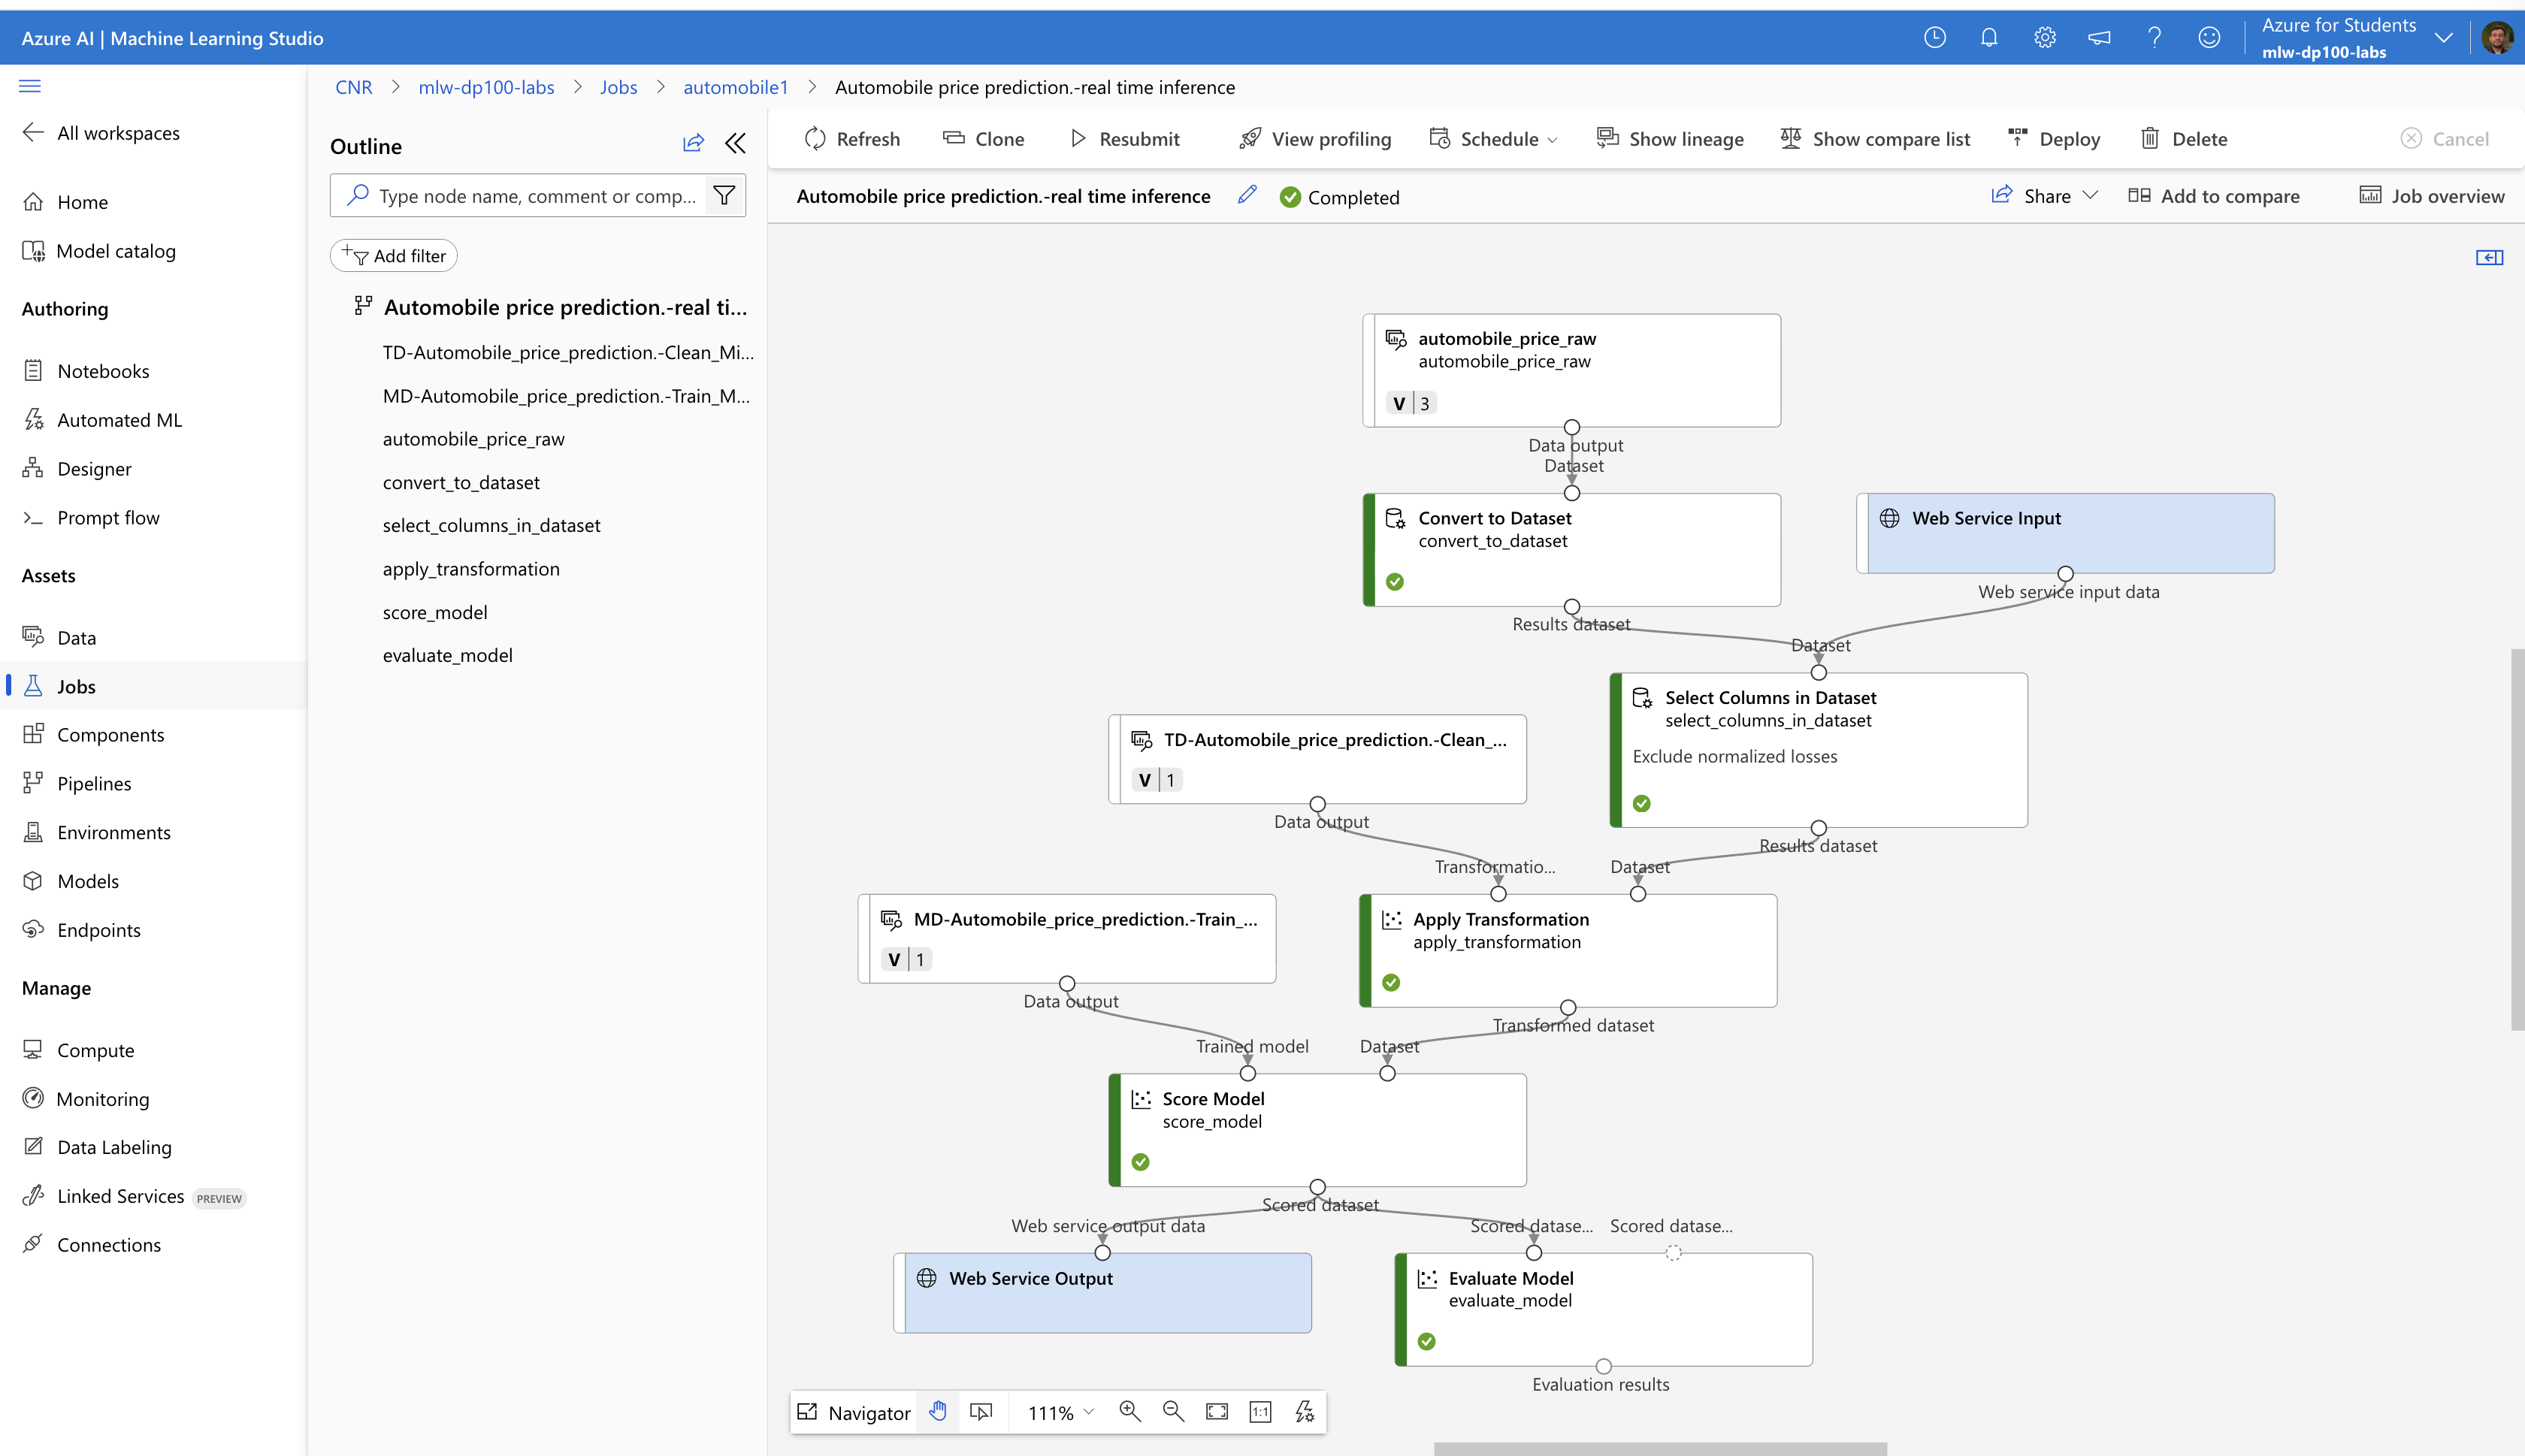 Azure AI | Machine Learning Studio
Azure for Students
mlw-dp100-labs
All workspaces
Home
Model catalog
Authoring
Notebooks
Automated ML
Designer
Prompt flow
Assets
Data
Jobs
Components
Pipelines
Environments
Models
Endpoints
Manage
Compute
Monitoring
Data Labeling
Linked Services PREVIEW
Connections
CNR > mlw-dp100-labs > Jobs > automobile1 > Automobile price prediction.-real time inference
Outline
Type node name, comment or comp...
Add filter
Automobile price prediction.-real ti...
TD-Automobile_price_prediction.-Clean_Mi...
MD-Automobile_price_prediction.-Train_M...
automobile_price_raw
convert_to_dataset
select_columns_in_dataset
apply_transformation
score_model
evaluate_model
Refresh Clone Resubmit View profiling Schedule Show lineage Show compare list Deploy Delete Cancel
Automobile price prediction.-real time inference Completed Share Add to compare Job overview
automobile_price_raw
automobile_price_raw
V 3
Data output
Dataset
Convert to Dataset
convert_to_dataset
Results dataset
Web Service Input
Web service input data
Dataset
Select Columns in Dataset
select_columns_in_dataset
Exclude normalized losses
Results dataset
TD-Automobile_price_prediction.-Clean_...
V 1
Data output
Transformatio... Dataset
MD-Automobile_price_prediction.-Train_...
V 1
Data output
Apply Transformation
apply_transformation
Transformed dataset
Trained model Dataset
Score Model
score_model
Scored dataset
Web service output data Scored datase... Scored datase...
Web Service Output
Evaluate Model
evaluate_model
Evaluation results
Navigator 111% 1:1